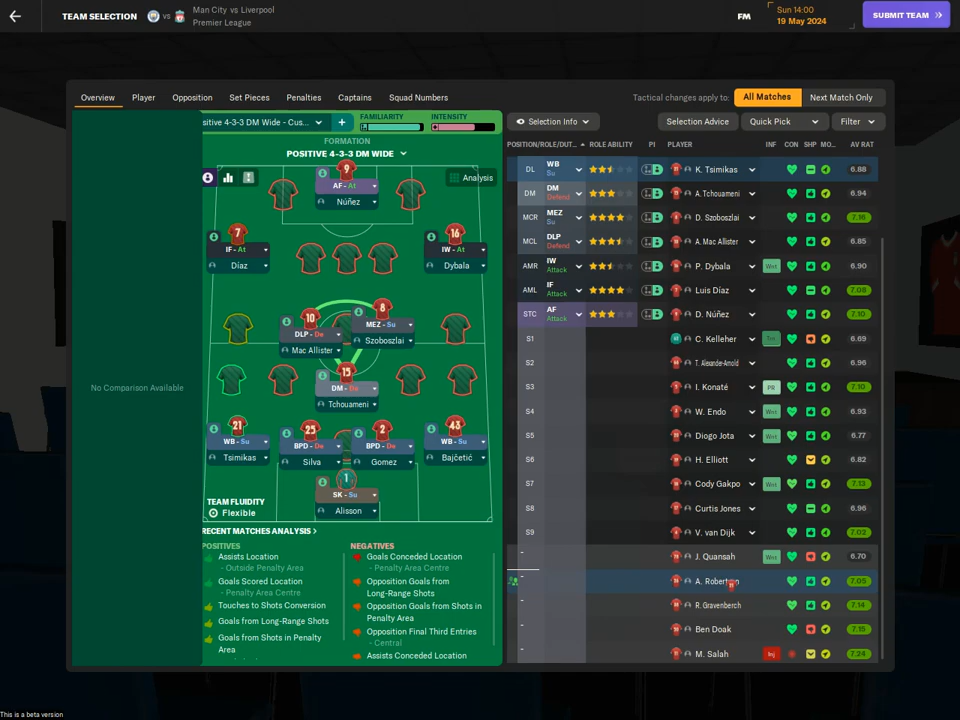 TEAM SELECTION
vs
Man City vs Liverpool
Premier League
FM
Sun 14:00
19 May 2024
SUBMIT TEAM
Overview
Player
Opposition
Set Pieces
Penalties
Captains
Squad Numbers
Tactical changes apply to:
All Matches
Next Match Only
sitive 4-3-3 DM Wide - Cus...
+
FAMILIARITY
INTENSITY
Selection Info
Selection Advice
Quick Pick
Filter
FORMATION
POSITIVE 4-3-3 DM WIDE
Analysis
9
AF - At
Núñez
7
IF - At
Díaz
16
IW - At
Dybala
10
DLP - De
Mac Allister
8
MEZ - Su
Szoboszlai
15
DM - De
Tchouameni
21
WB - Su
Tsimikas
25
BPD - De
Silva
2
BPD - De
Gomez
43
WB - Su
Bajčetić
1
SK - Su
Alisson
No Comparison Available
TEAM FLUIDITY
Flexible
RECENT MATCHES ANALYSIS >
POSITIVES
Assists Location
- Outside Penalty Area
Goals Scored Location
- Penalty Area Centre
Touches to Shots Conversion
Goals from Long-Range Shots
Goals from Shots in Penalty
Area
NEGATIVES
Goals Conceded Location
- Penalty Area Centre
Opposition Goals from
Long-Range Shots
Opposition Goals from Shots in
Penalty Area
Opposition Final Third Entries
- Central
Assists Conceded Location
POSITION/ROLE/DUT... ROLE ABILITY PI PLAYER INF CON SHP MO... AV RAT
DL WB Su K. Tsimikas 6.88
DM DM Defend A.Tchouameni 6.94
MCR MEZ Su D. Szoboszlai 7.16
MCL DLP Defend A. Mac Allister 6.85
AMR IW Attack P. Dybala Wnt 6.90
AML IF Attack Luis Díaz 7.08
STC AF Attack D. Núñez 7.10
S1 C. Kelleher 6.69
S2 T. Alexander-Arnold 6.96
S3 I. Konaté PR 7.10
S4 W. Endo Wnt 6.93
S5 Diogo Jota Wnt 6.77
S6 H. Elliott 6.82
S7 Cody Gakpo Wnt 7.13
S8 Curtis Jones 6.96
S9 V. van Dijk 7.02
- J. Quansah Wnt 6.70
- A. Robertson 7.05
- R. Gravenberch 7.14
- Ben Doak 7.15
- M. Salah Inj 7.24
This is a beta version